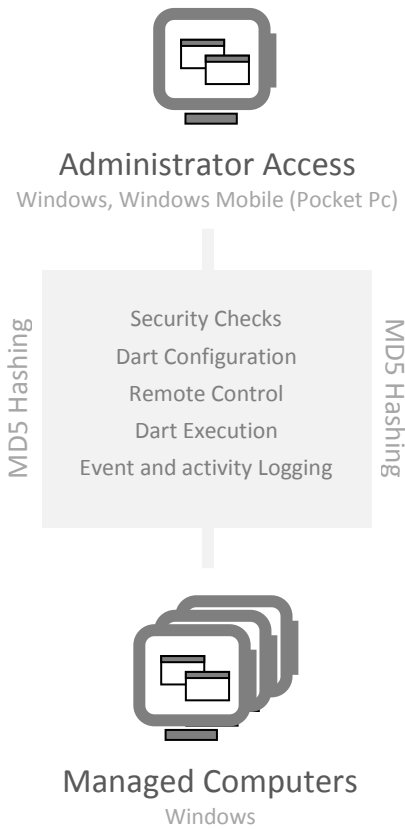 Administrator Access
Windows, Windows Mobile (Pocket Pc)
MD5 Hashing
Security Checks
Dart Configuration
Remote Control
Dart Execution
Event and activity Logging
MD5 Hashing
Managed Computers
Windows